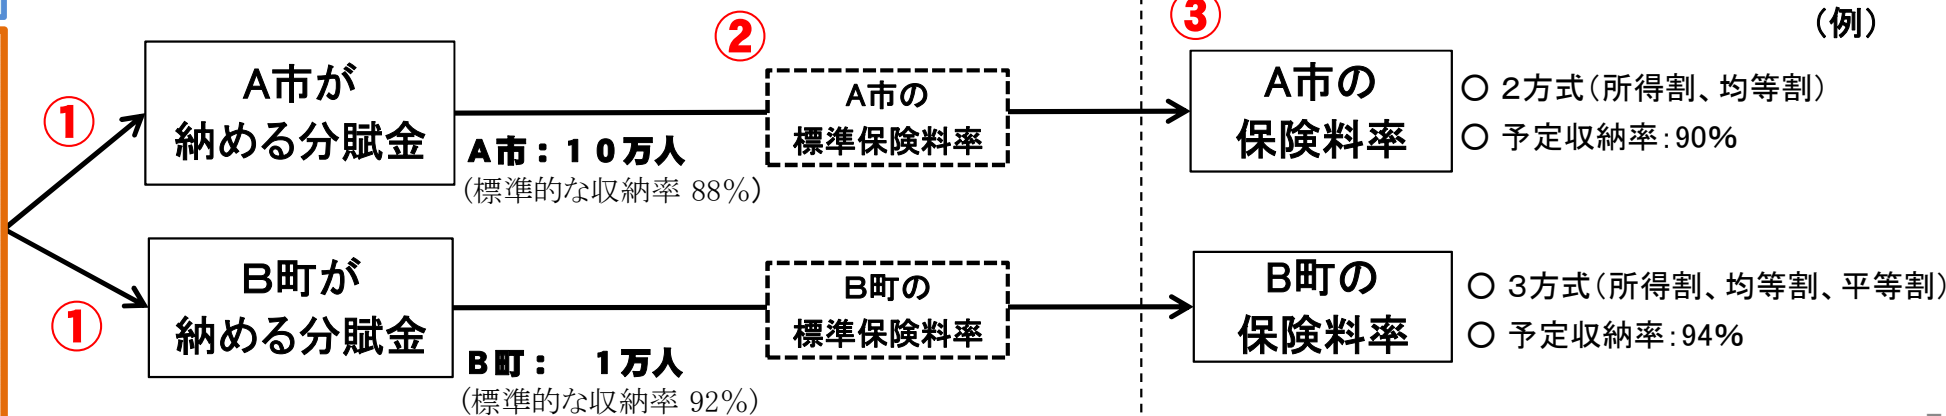 （例）
①
A市が
納める分賦金
A市：１０万人
(標準的な収納率 88％)
②
A市の
標準保険料率
③
A市の
保険料率
○ 2方式（所得割、均等割）
○ 予定収納率：90%
①
B町が
納める分賦金
B町：　１万人
(標準的な収納率 92％)
B町の
標準保険料率
B町の
保険料率
○ 3方式（所得割、均等割、平等割）
○ 予定収納率：94%